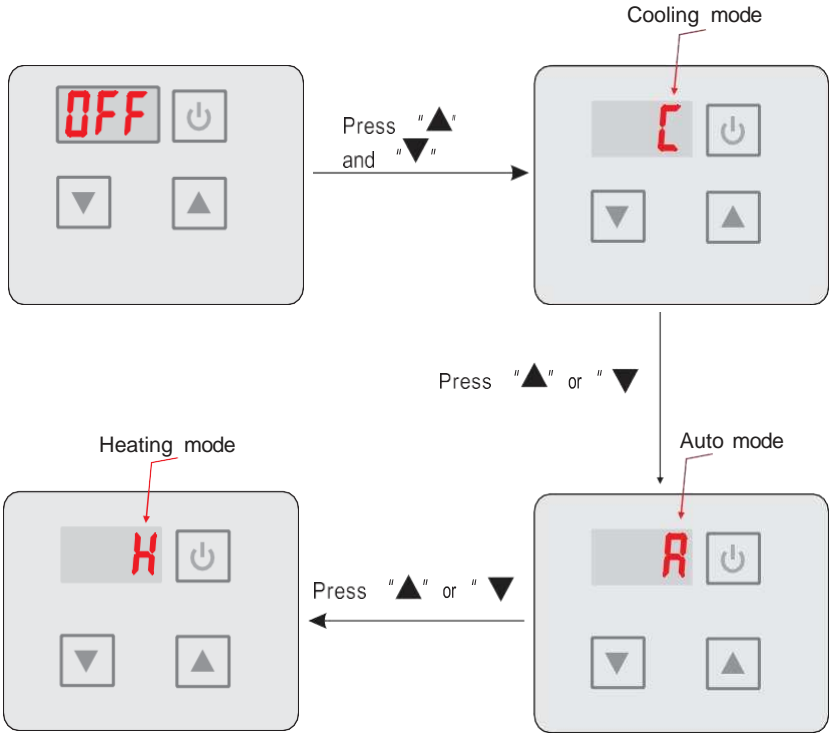 Cooling mode
OFF
Press "▲"
and "▼"
C
Press "▲" or "▼
Heating mode
Auto mode
H
A
Press "▲" or "▼